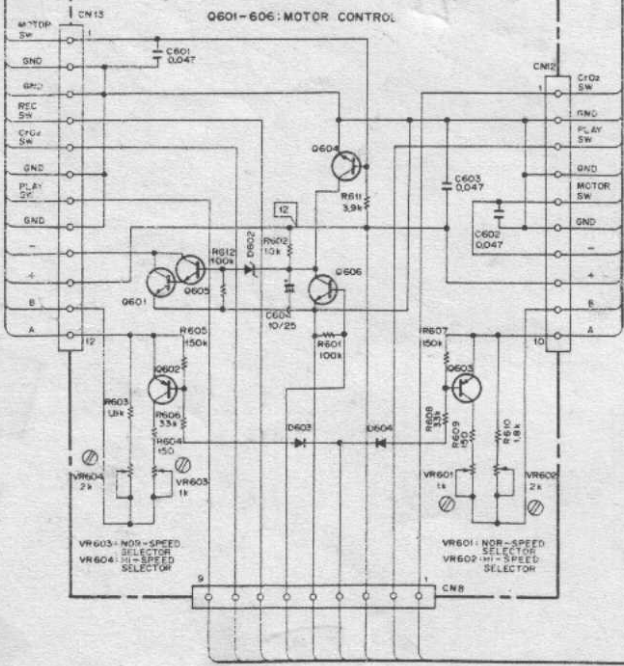 Q601-606: MOTOR CONTROL
CN13
MOTOR
SW
1
GND
GND
REC
SW
CrO2
SW
GND
PLAY
SW
GND
-
+
B
A
12
C601
0.047
Q604
R611
3.9k
C603
0.047
12
R612
100k
D602
R602
10k
Q601
Q605
Q606
C604
10/25
R601
100k
CN12
1
CrO2
SW
GND
PLAY
SW
GND
MOTOR
SW
GND
-
+
B
A
10
C602
0.047
R605
150k
Q602
R603
1.8k
R606
33k
R604
150
VR604
2k
VR603
1k
D603
D604
R607
150k
Q603
R608
33k
R609
150
R610
1.8k
VR601
1k
VR602
2k
VR603: NOR-SPEED
SELECTOR
VR604: HI-SPEED
SELECTOR
VR601: NOR-SPEED
SELECTOR
VR602: HI-SPEED
SELECTOR
9
1
CN8